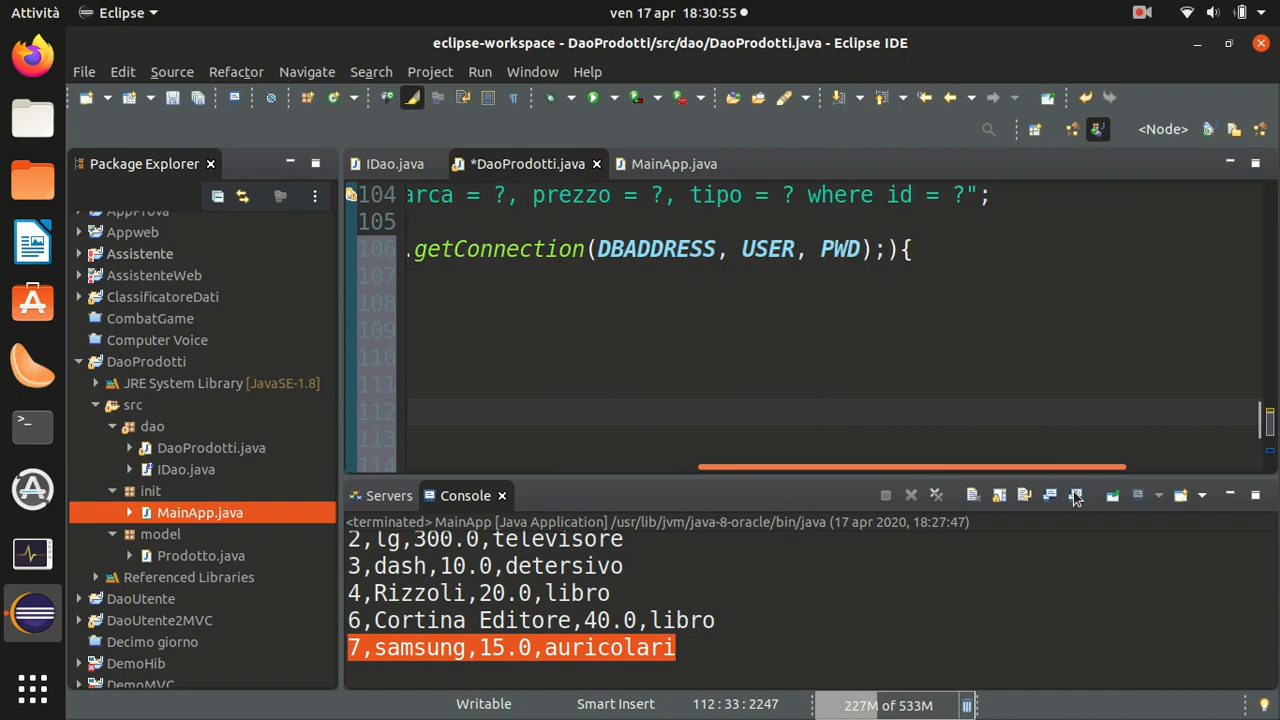 Attività
Eclipse
ven 17 apr 18:30:55
eclipse-workspace - DaoProdotti/src/dao/DaoProdotti.java - Eclipse IDE
File Edit Source Refactor Navigate Search Project Run Window Help
<Node>
Package Explorer
AppProva
Appweb
Assistente
AssistenteWeb
ClassificatoreDati
CombatGame
Computer Voice
DaoProdotti
JRE System Library [JavaSE-1.8]
src
dao
DaoProdotti.java
IDao.java
init
MainApp.java
model
Prodotto.java
Referenced Libraries
DaoUtente
DaoUtente2MVC
Decimo giorno
DemoHib
DemoMVC
IDao.java
*DaoProdotti.java
MainApp.java
104 arca = ?, prezzo = ?, tipo = ? where id = ?";
105
106 .getConnection(DBADDRESS, USER, PWD);){
107
108
109
110
111
112
113
114
Servers
Console
<terminated> MainApp [Java Application] /usr/lib/jvm/java-8-oracle/bin/java (17 apr 2020, 18:27:47)
2,lg,300.0,televisore
3,dash,10.0,detersivo
4,Rizzoli,20.0,libro
6,Cortina Editore,40.0,libro
7,samsung,15.0,auricolari
Writable
Smart Insert
112 : 33 : 2247
227M of 533M